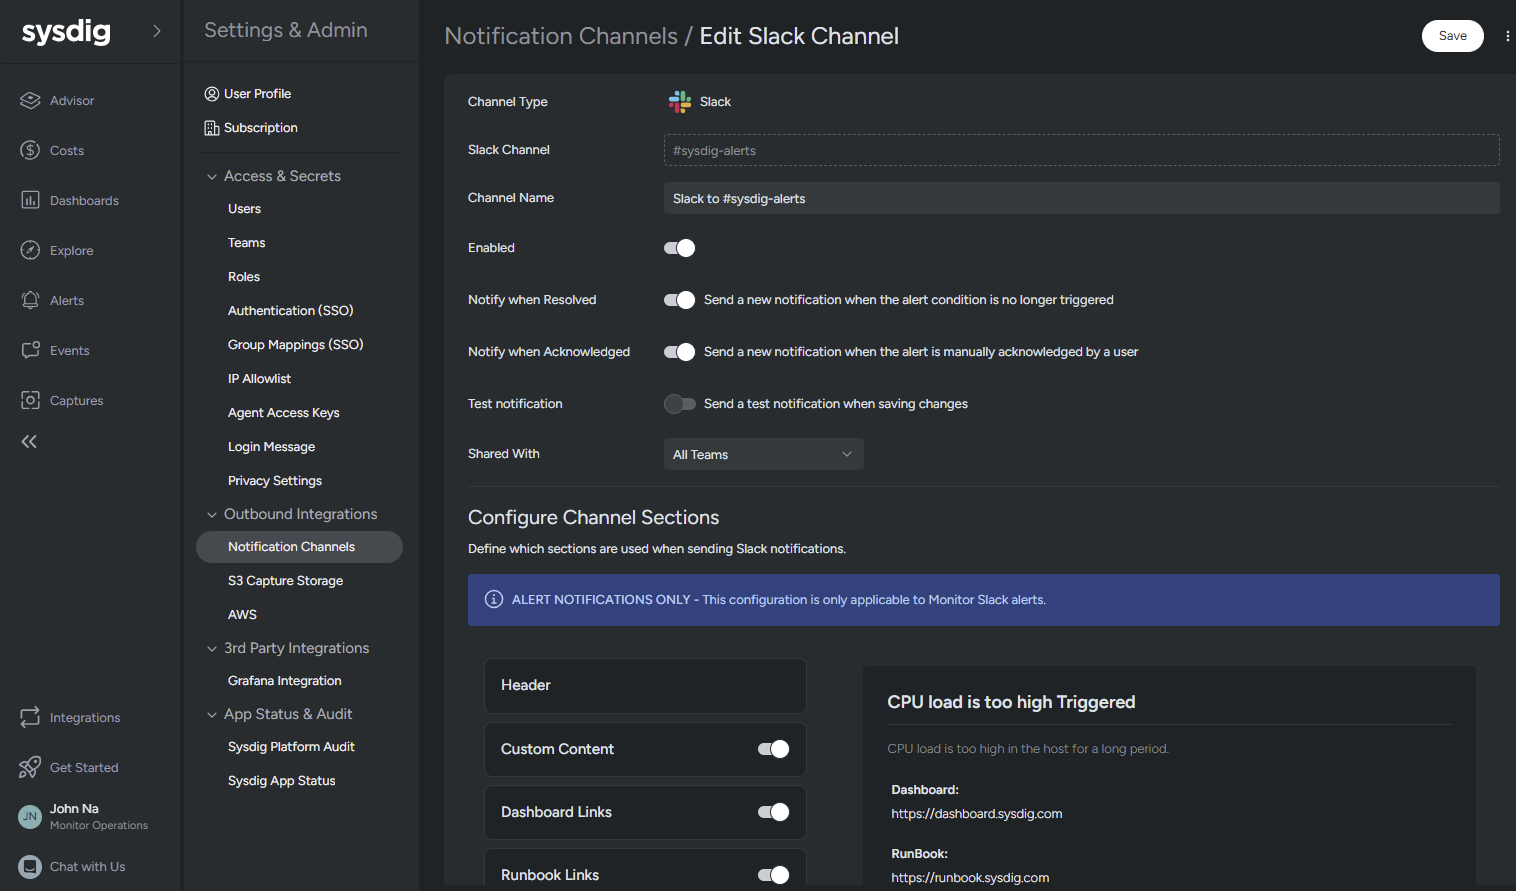 sysdig
Advisor
Costs
Dashboards
Explore
Alerts
Events
Captures
Integrations
Get Started
JN
John Na
Monitor Operations
Chat with Us
Settings & Admin
User Profile
Subscription
Access & Secrets
Users
Teams
Roles
Authentication (SSO)
Group Mappings (SSO)
IP Allowlist
Agent Access Keys
Login Message
Privacy Settings
Outbound Integrations
Notification Channels
S3 Capture Storage
AWS
3rd Party Integrations
Grafana Integration
App Status & Audit
Sysdig Platform Audit
Sysdig App Status
Notification Channels / Edit Slack Channel
Save
Channel Type
Slack
Slack Channel
#sysdig-alerts
Channel Name
Slack to #sysdig-alerts
Enabled
Notify when Resolved
Send a new notification when the alert condition is no longer triggered
Notify when Acknowledged
Send a new notification when the alert is manually acknowledged by a user
Test notification
Send a test notification when saving changes
Shared With
All Teams
Configure Channel Sections
Define which sections are used when sending Slack notifications.
ALERT NOTIFICATIONS ONLY - This configuration is only applicable to Monitor Slack alerts.
Header
Custom Content
Dashboard Links
Runbook Links
CPU load is too high Triggered
CPU load is too high in the host for a long period.
Dashboard:
https://dashboard.sysdig.com
RunBook:
https://runbook.sysdig.com